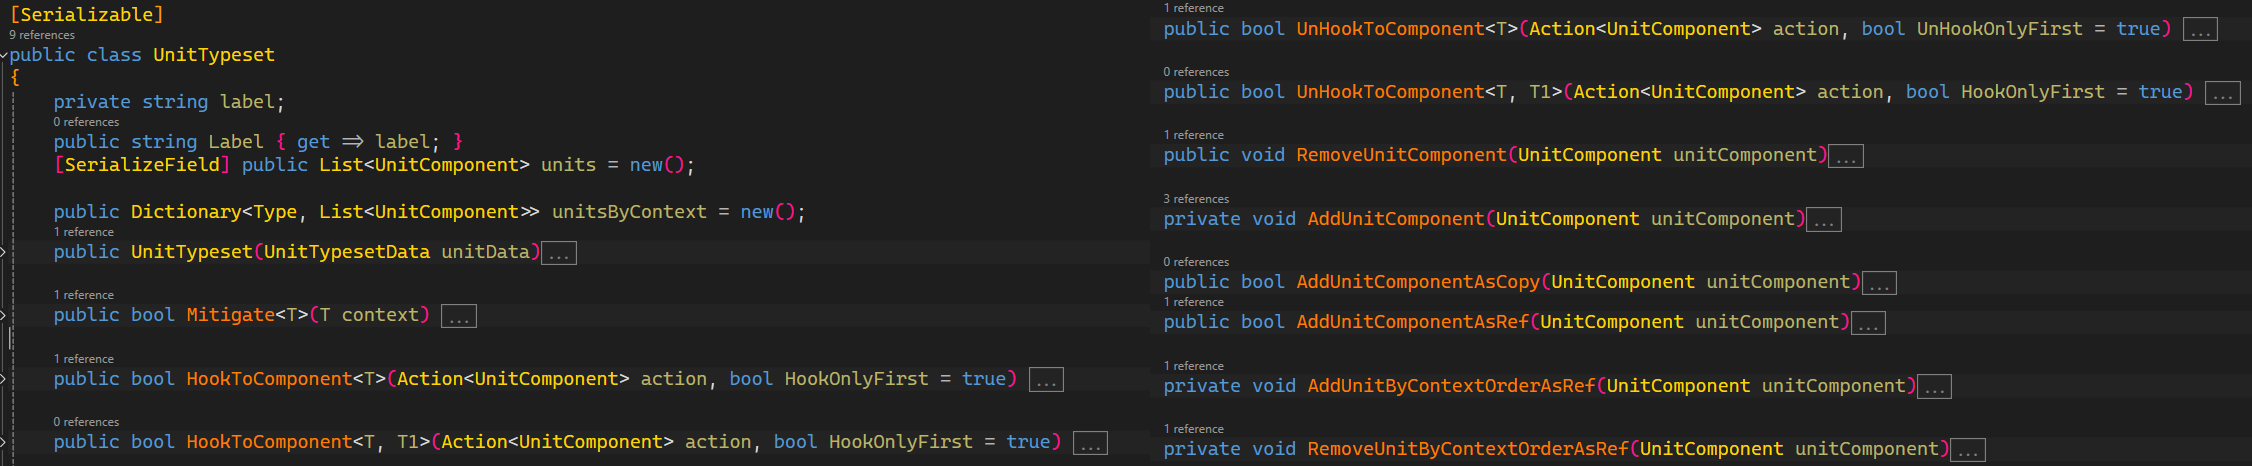 [Serializable]
9 references
public class UnitTypeset
{
private string label;
0 references
public string Label { get => label; }
[SerializeField] public List<UnitComponent> units = new();
public Dictionary<Type, List<UnitComponent>> unitsByContext = new();
1 reference
public UnitTypeset(UnitTypesetData unitData)...
1 reference
public bool Mitigate<T>(T context) ...
1 reference
public bool HookToComponent<T>(Action<UnitComponent> action, bool HookOnlyFirst = true) ...
0 references
public bool HookToComponent<T, T1>(Action<UnitComponent> action, bool HookOnlyFirst = true) ...
1 reference
public bool UnHookToComponent<T>(Action<UnitComponent> action, bool UnHookOnlyFirst = true) ...
0 references
public bool UnHookToComponent<T, T1>(Action<UnitComponent> action, bool HookOnlyFirst = true) ...
1 reference
public void RemoveUnitComponent(UnitComponent unitComponent)...
3 references
private void AddUnitComponent(UnitComponent unitComponent)...
0 references
public bool AddUnitComponentAsCopy(UnitComponent unitComponent)...
1 reference
public bool AddUnitComponentAsRef(UnitComponent unitComponent)...
1 reference
private void AddUnitByContextOrderAsRef(UnitComponent unitComponent)...
1 reference
private void RemoveUnitByContextOrderAsRef(UnitComponent unitComponent)...